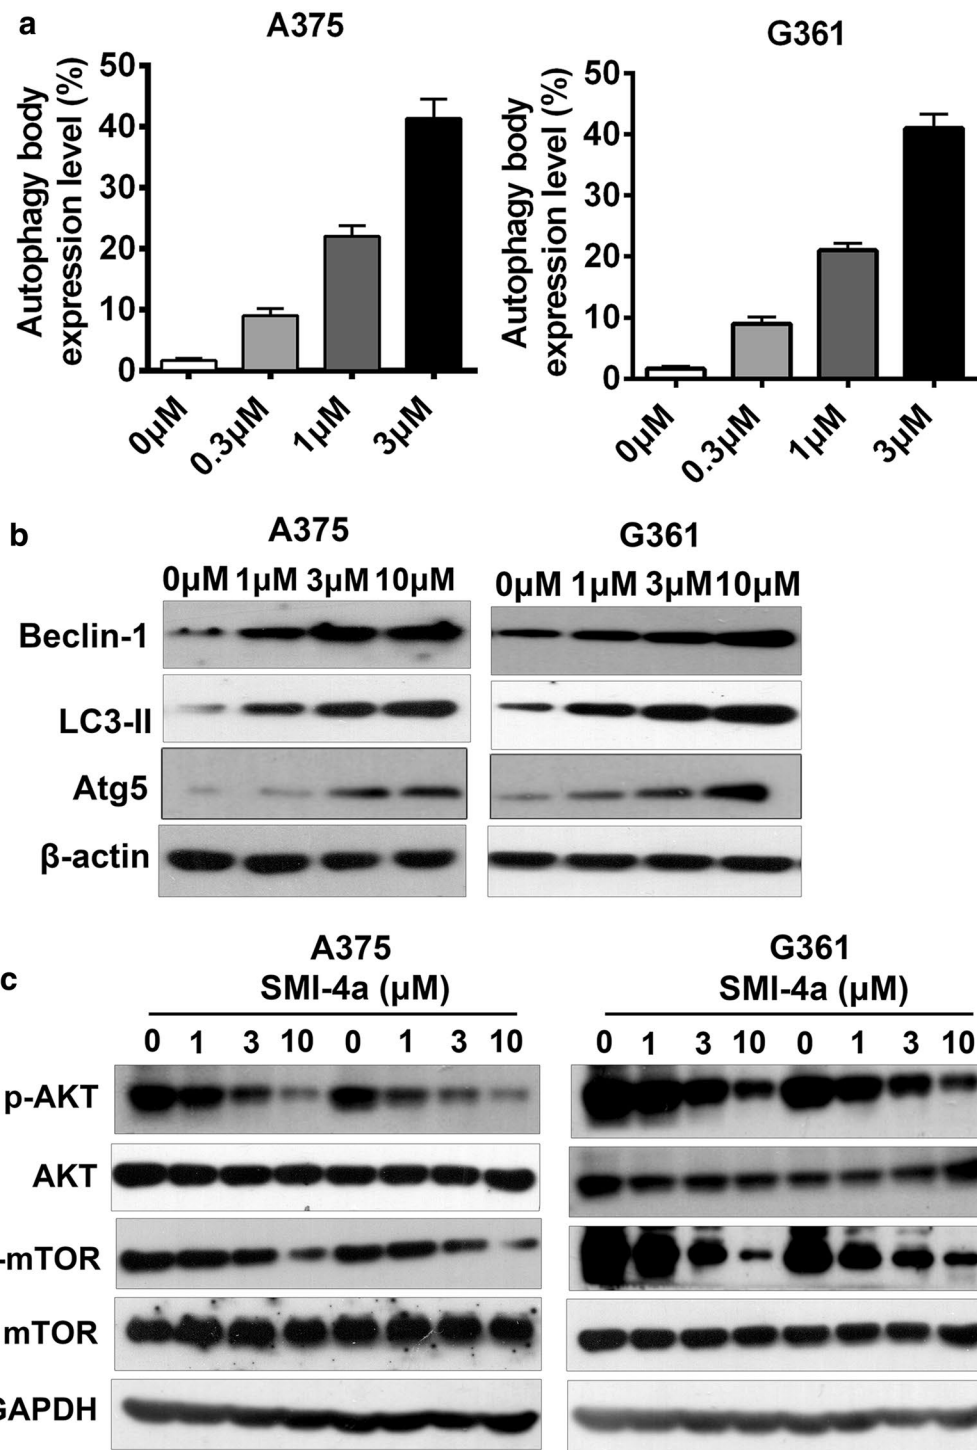 a
A375
G361
Autophagy body
expression level (%)
50
40
30
20
10
0
0µM
0.3µM
1µM
3µM
Autophagy body
expression level (%)
50
40
30
20
10
0
0µM
0.3µM
1µM
3µM
b
A375
G361
0µM 1µM 3µM 10µM
0µM 1µM 3µM 10µM
Beclin-1
LC3-II
Atg5
β-actin
c
A375
G361
SMI-4a (µM)
SMI-4a (µM)
0 1 3 10 0 1 3 10
0 1 3 10 0 1 3 10
p-AKT
AKT
-mTOR
mTOR
GAPDH